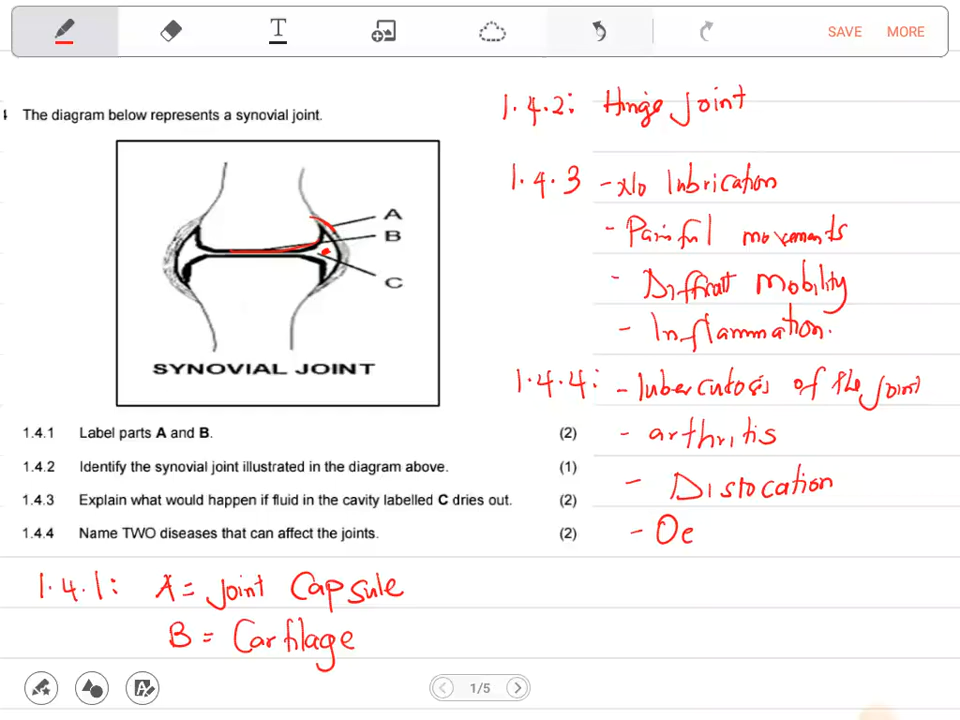 T
SAVE
MORE
4 The diagram below represents a synovial joint.
A
B
C
SYNOVIAL JOINT
1.4.1 Label parts A and B. (2)
1.4.2 Identify the synovial joint illustrated in the diagram above. (1)
1.4.3 Explain what would happen if fluid in the cavity labelled C dries out. (2)
1.4.4 Name TWO diseases that can affect the joints. (2)
1.4.1: A = Joint Capsule
B = Cartilage
1.4.2: Hinge Joint
1.4.3 - No lubrication
- Painful movements
- Difficult mobility
- Inflammation.
1.4.4: - Tuberculosis of the Joint
- arthritis
- Dislocation
- Oe
1/5